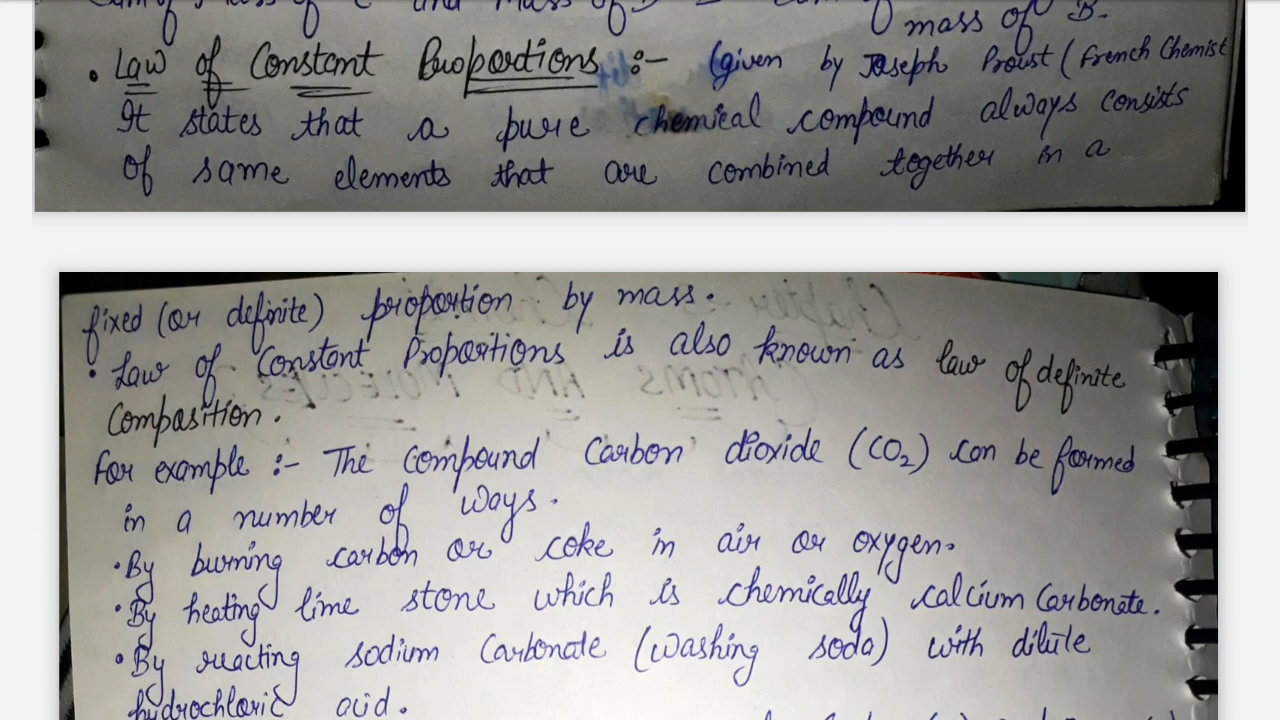 mass of B.
• Law of Constant Proportions :- (given by Joseph Proust (French Chemist
It states that a pure chemical compound always consists
of same elements that are combined together in a
fixed (or definite) proportion by mass.
• Law of Constant Proportions is also known as law of definite
Composition.
For example :- The Compound Carbon dioxide (CO₂) can be formed
in a number of ways.
• By burning carbon or coke in air or oxygen.
• By heating lime stone which is chemically calcium Carbonate.
• By reacting sodium Carbonate (washing soda) with dilute
hydrochloric acid.